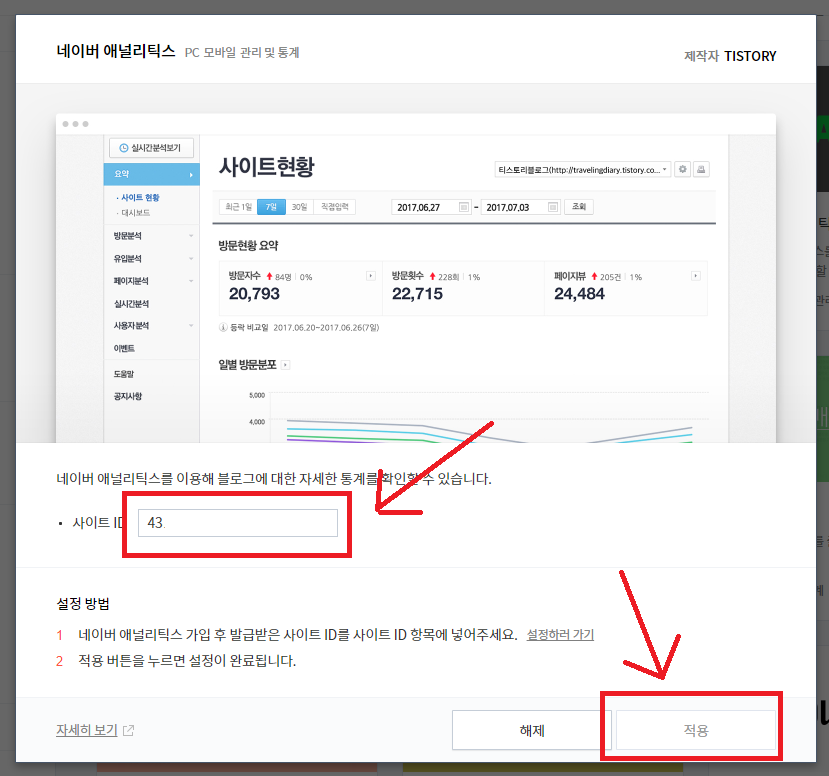 네이버 애널리틱스 PC 모바일 관리 및 통계
제작자 TISTORY
실시간분석보기
요약
· 사이트 현황
· 대시보드
방문분석
유입분석
페이지분석
실시간분석
사용자분석
이벤트
도움말
공지사항
사이트현황
티스토리블로그(http://travelingdiary.tistory.co...
최근 1일 7일 30일 직접입력 2017.06.27 - 2017.07.03 조회
방문현황 요약
방문자수 84명 0%
20,793
방문횟수 228회 1%
22,715
페이지뷰 205건 1%
24,484
등락 비교일 2017.06.20~2017.06.26(7일)
일별 방문분포
5,000
4,000
네이버 애널리틱스를 이용해 블로그에 대한 자세한 통계를 확인할 수 있습니다.
• 사이트 ID 43
설정 방법
1 네이버 애널리틱스 가입 후 발급받은 사이트 ID를 사이트 ID 항목에 넣어주세요. 설정하러 가기
2 적용 버튼을 누르면 설정이 완료됩니다.
자세히 보기
해제
적용